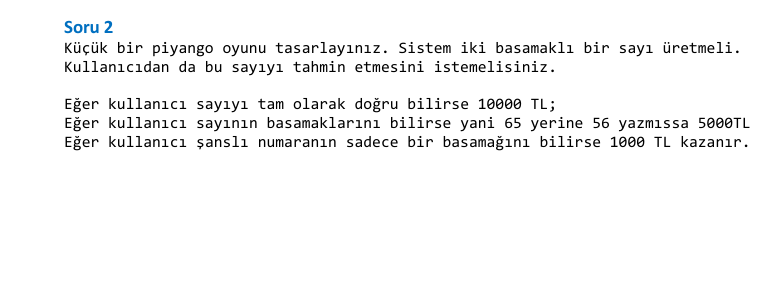 Soru 2
Küçük bir piyango oyunu tasarlayınız. Sistem iki basamaklı bir sayı üretmeli.
Kullanıcıdan da bu sayıyı tahmin etmesini istemelisiniz.
Eğer kullanıcı sayıyı tam olarak doğru bilirse 10000 TL;
Eğer kullanıcı sayının basamaklarını bilirse yani 65 yerine 56 yazmıssa 5000TL
Eğer kullanıcı şanslı numaranın sadece bir basamağını bilirse 1000 TL kazanır.